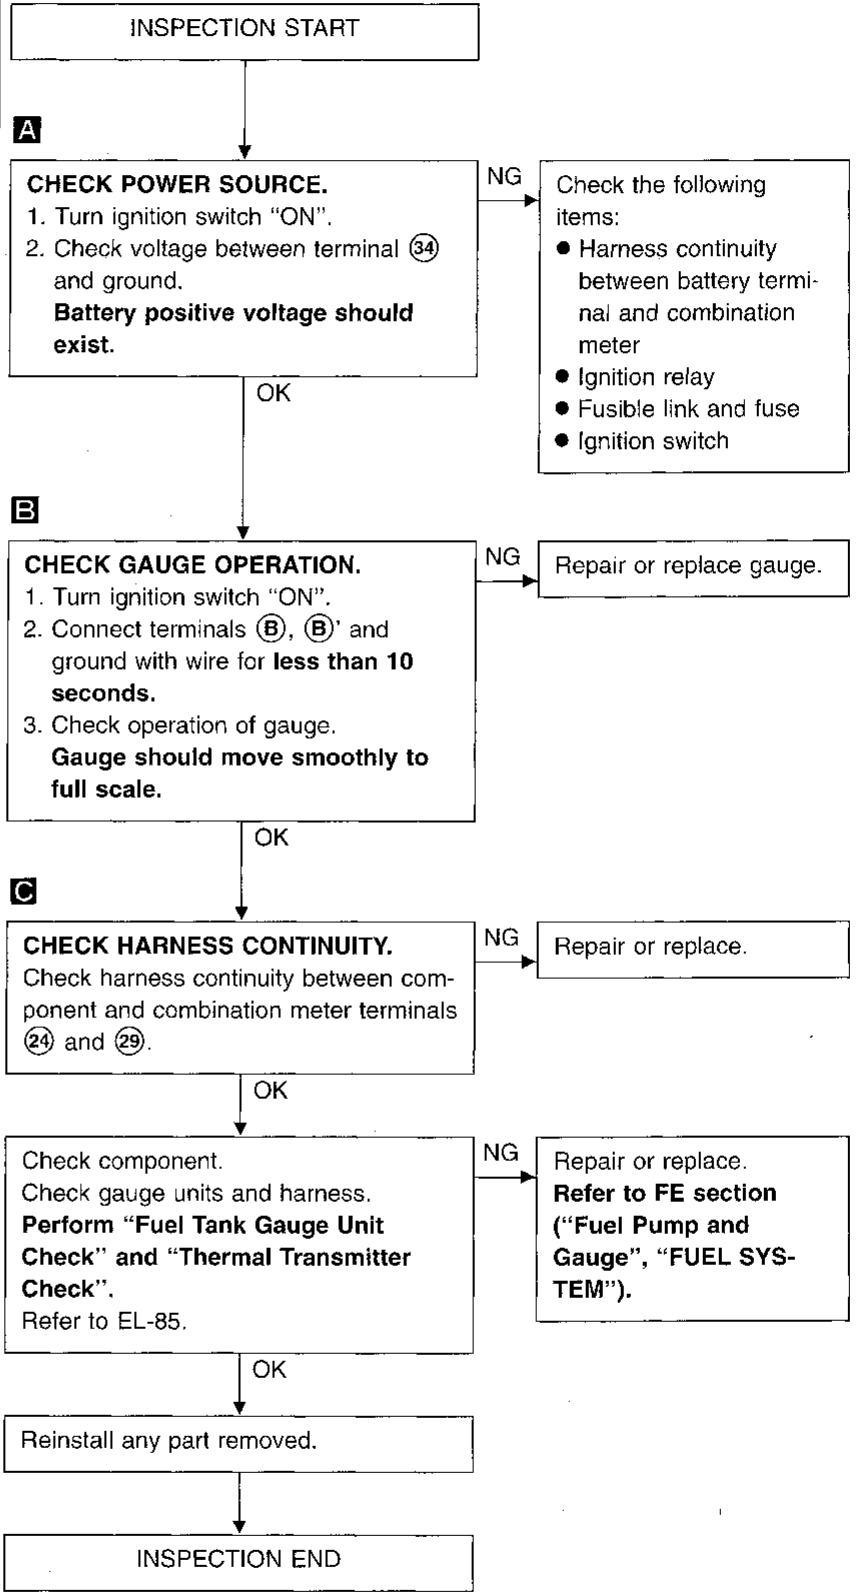 INSPECTION START
A
CHECK POWER SOURCE.
1. Turn ignition switch "ON".
2. Check voltage between terminal 34
and ground.
Battery positive voltage should
exist.
NG
Check the following
items:
● Harness continuity
between battery termi-
nal and combination
meter
● Ignition relay
● Fusible link and fuse
● Ignition switch
OK
B
CHECK GAUGE OPERATION.
1. Turn ignition switch "ON".
2. Connect terminals B, B' and
ground with wire for less than 10
seconds.
3. Check operation of gauge.
Gauge should move smoothly to
full scale.
NG
Repair or replace gauge.
OK
C
CHECK HARNESS CONTINUITY.
Check harness continuity between com-
ponent and combination meter terminals
24 and 29.
NG
Repair or replace.
OK
Check component.
Check gauge units and harness.
Perform "Fuel Tank Gauge Unit
Check" and "Thermal Transmitter
Check".
Refer to EL-85.
NG
Repair or replace.
Refer to FE section
("Fuel Pump and
Gauge", "FUEL SYS-
TEM").
OK
Reinstall any part removed.
INSPECTION END